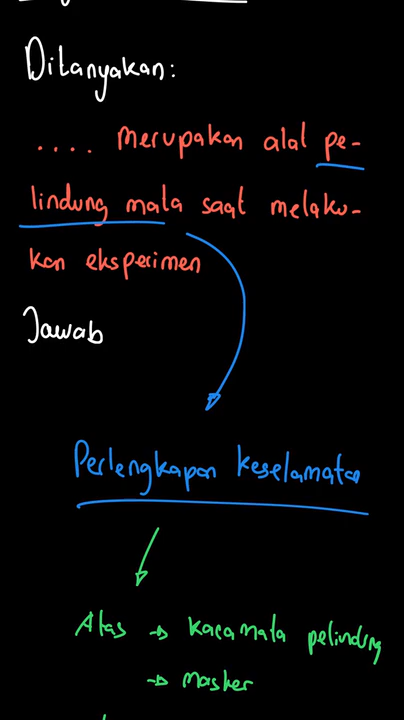 Ditanyakan:
.... merupakan alat pe-
lindung mata saat melaku-
kan eksperimen
Jawab
Perlengkapan keselamatan
Atas → kacamata pelindung
→ masker